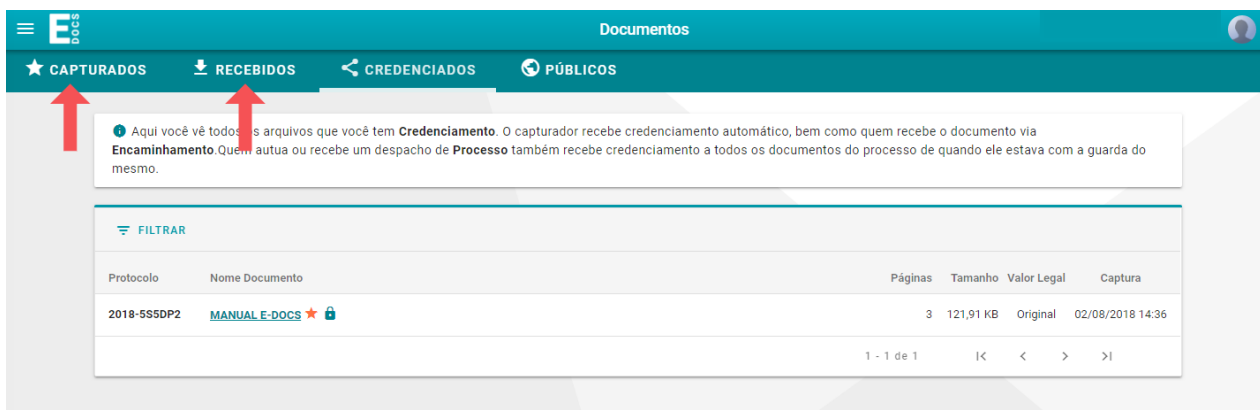 E DOCS
Documentos
CAPTURADOS RECEBIDOS CREDENCIADOS PÚBLICOS
Aqui você vê todos os arquivos que você tem Credenciamento. O capturador recebe credenciamento automático, bem como quem recebe o documento via
Encaminhamento.Quem autua ou recebe um despacho de Processo também recebe credenciamento a todos os documentos do processo de quando ele estava com a guarda do
mesmo.
FILTRAR
Protocolo Nome Documento Páginas Tamanho Valor Legal Captura
2018-5S5DP2 MANUAL E-DOCS 3 121,91 KB Original 02/08/2018 14:36
1 - 1 de 1